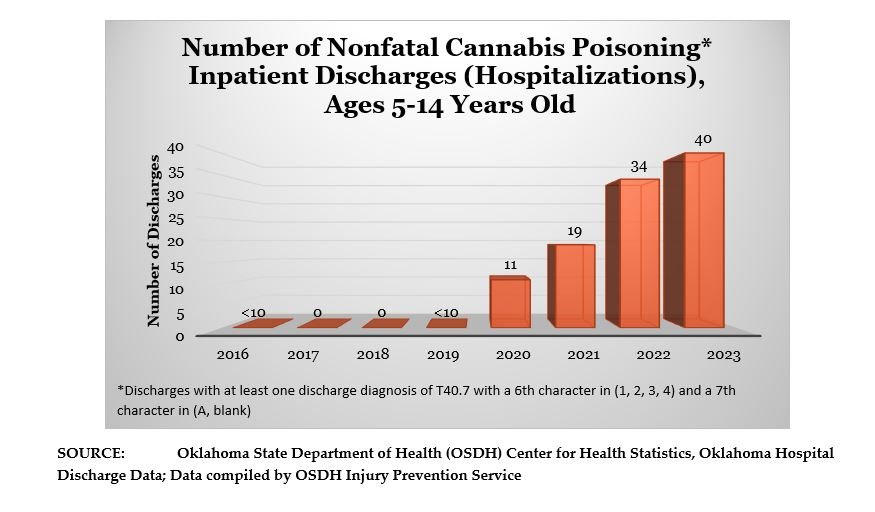 Number of Nonfatal Cannabis Poisoning*
Inpatient Discharges (Hospitalizations),
Ages 5-14 Years Old
Number of Discharges
40
35
30
25
20
15
10
5
0
<10
0
0
<10
11
19
34
40
2016 2017 2018 2019 2020 2021 2022 2023
*Discharges with at least one discharge diagnosis of T40.7 with a 6th character in (1, 2, 3, 4) and a 7th
character in (A, blank)
SOURCE: Oklahoma State Department of Health (OSDH) Center for Health Statistics, Oklahoma Hospital
Discharge Data; Data compiled by OSDH Injury Prevention Service